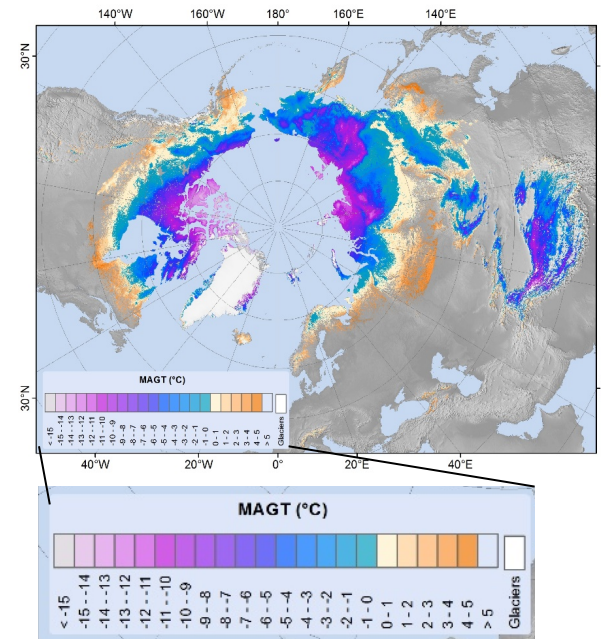 140°W 160°W 180° 160°E 140°E
30°N
30°N
MAGT (°C)
< -15 -15 - -14 -14 - -13 -13 - -12 -12 - -11 -11 - -10 -10 - -9 -9 - -8 -8 - -7 -7 - -6 -6 - -5 -5 - -4 -4 - -3 -3 - -2 -2 - -1 -1 - 0 0 - 1 1 - 2 2 - 3 3 - 4 4 - 5 > 5 Glaciers
40°W 20°W 0° 20°E 40°E
MAGT (°C)
< -15 -15 - -14 -14 - -13 -13 - -12 -12 - -11 -11 - -10 -10 - -9 -9 - -8 -8 - -7 -7 - -6 -6 - -5 -5 - -4 -4 - -3 -3 - -2 -2 - -1 -1 - 0 0 - 1 1 - 2 2 - 3 3 - 4 4 - 5 > 5 Glaciers